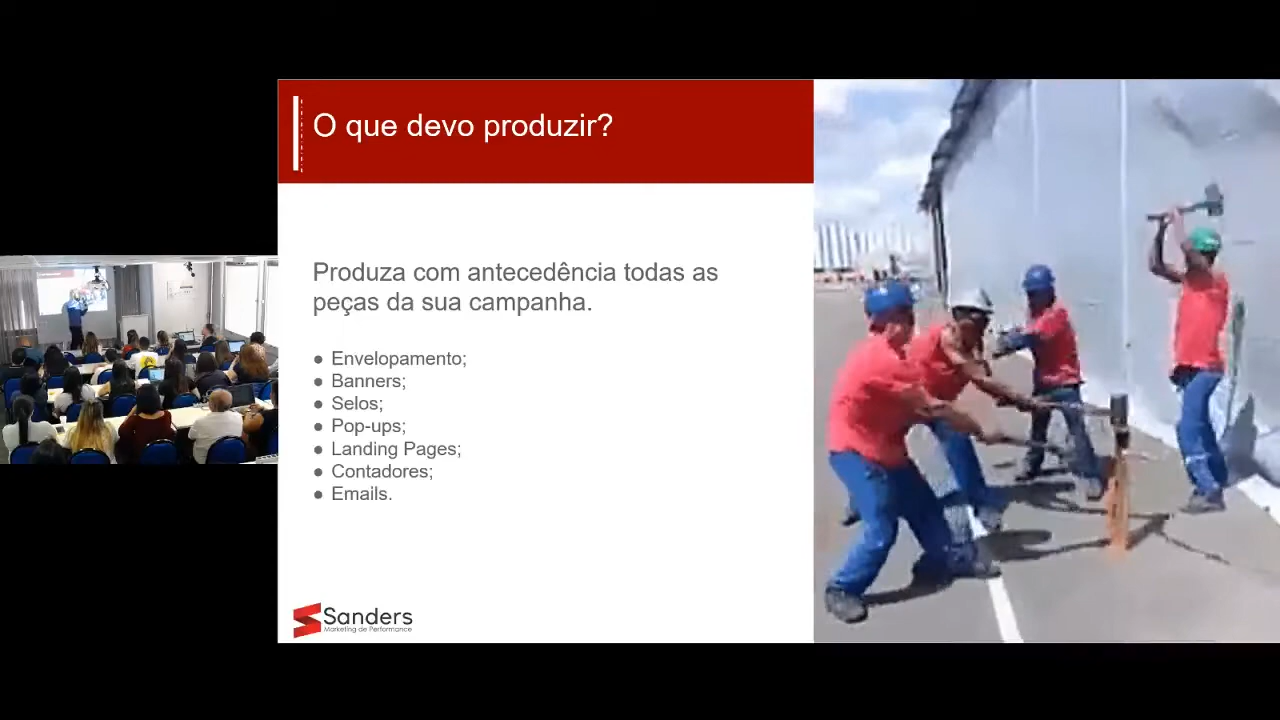 O que devo produzir?
Produza com antecedência todas as
peças da sua campanha.
● Envelopamento;
● Banners;
● Selos;
● Pop-ups;
● Landing Pages;
● Contadores;
● Emails.
Sanders
Marketing de Performance